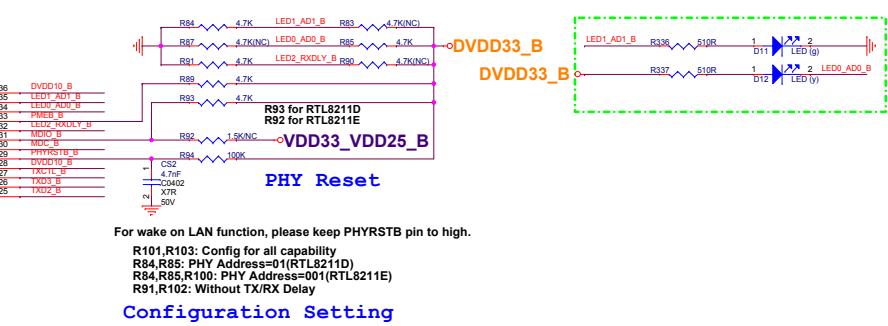 R84 4.7K LED1_AD1_B R83 4.7K(NC)
R87 4.7K(NC) LED0_AD0_B R85 4.7K
DVDD33_B
R91 4.7K LED2_RXDLY_B R90 4.7K(NC)
R89 4.7K
R93 4.7K
R93 for RTL8211D
R92 for RTL8211E
R92 1.5K/NC VDD33_VDD25_B
R94 100K
1 CS2
4.7nF
C0402
X7R
2 50V
PHY Reset
36 DVDD10_B
35 LED1_AD1_B
34 LED0_AD0_B
33 PMEB_B
32 LED2_RXDLY_B
31 MDIO_B
30 MDC_B
29 PHYRSTB_B
28 DVDD10_B
27 TXCTL_B
26 TXD3_B
25 TXD2_B
LED1_AD1_B R336 510R 1 D11 2 LED (g)
DVDD33_B R337 510R 1 D12 2 LED (y) LED0_AD0_B
For wake on LAN function, please keep PHYRSTB pin to high.
R101,R103: Config for all capability
R84,R85: PHY Address=01(RTL8211D)
R84,R85,R100: PHY Address=001(RTL8211E)
R91,R102: Without TX/RX Delay
Configuration Setting